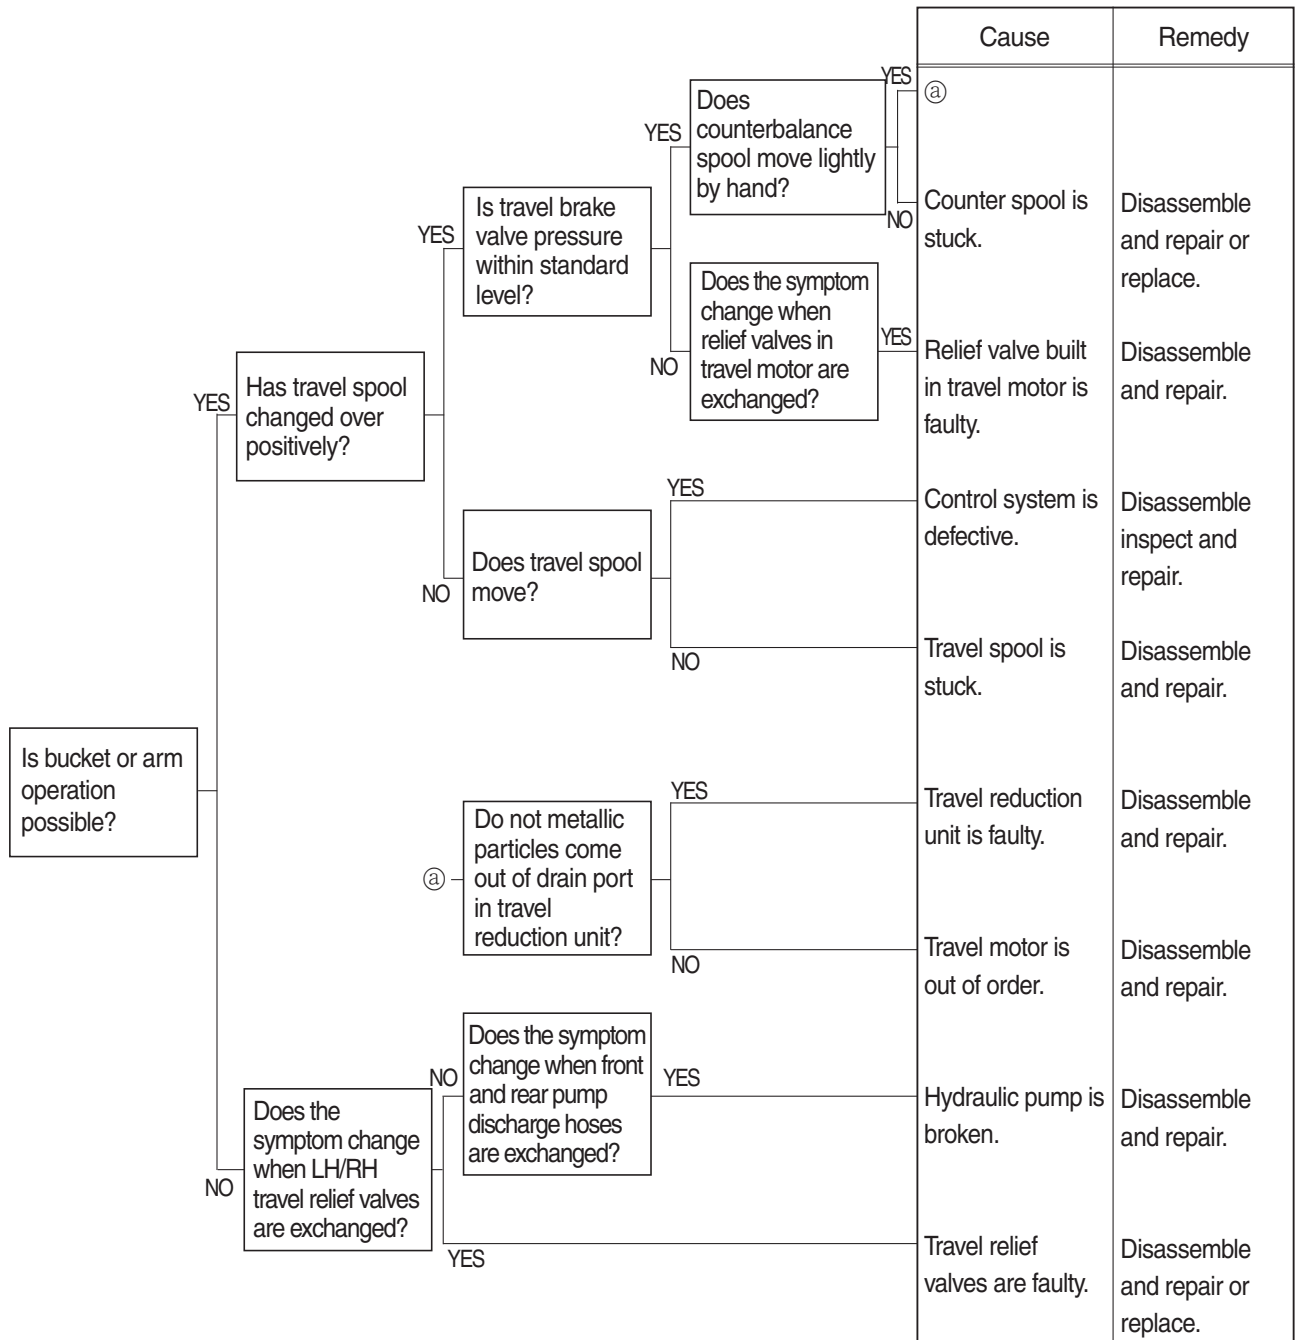 Cause
Remedy
YES
ⓐ
Does
counterbalance
spool move lightly
by hand?
YES
NO
Counter spool is
stuck.
Disassemble
and repair or
replace.
Is travel brake
valve pressure
within standard
level?
YES
Does the symptom
change when
relief valves in
travel motor are
exchanged?
NO
YES
Relief valve built
in travel motor is
faulty.
Disassemble
and repair.
YES
Has travel spool
changed over
positively?
YES
Control system is
defective.
Disassemble
inspect and
repair.
Does travel spool
move?
NO
NO
Travel spool is
stuck.
Disassemble
and repair.
Is bucket or arm
operation
possible?
YES
Travel reduction
unit is faulty.
Disassemble
and repair.
ⓐ
Do not metallic
particles come
out of drain port
in travel
reduction unit?
NO
Travel motor is
out of order.
Disassemble
and repair.
Does the symptom
change when front
and rear pump
discharge hoses
are exchanged?
NO
YES
Hydraulic pump is
broken.
Disassemble
and repair.
NO
Does the
symptom change
when LH/RH
travel relief valves
are exchanged?
YES
Travel relief
valves are faulty.
Disassemble
and repair or
replace.